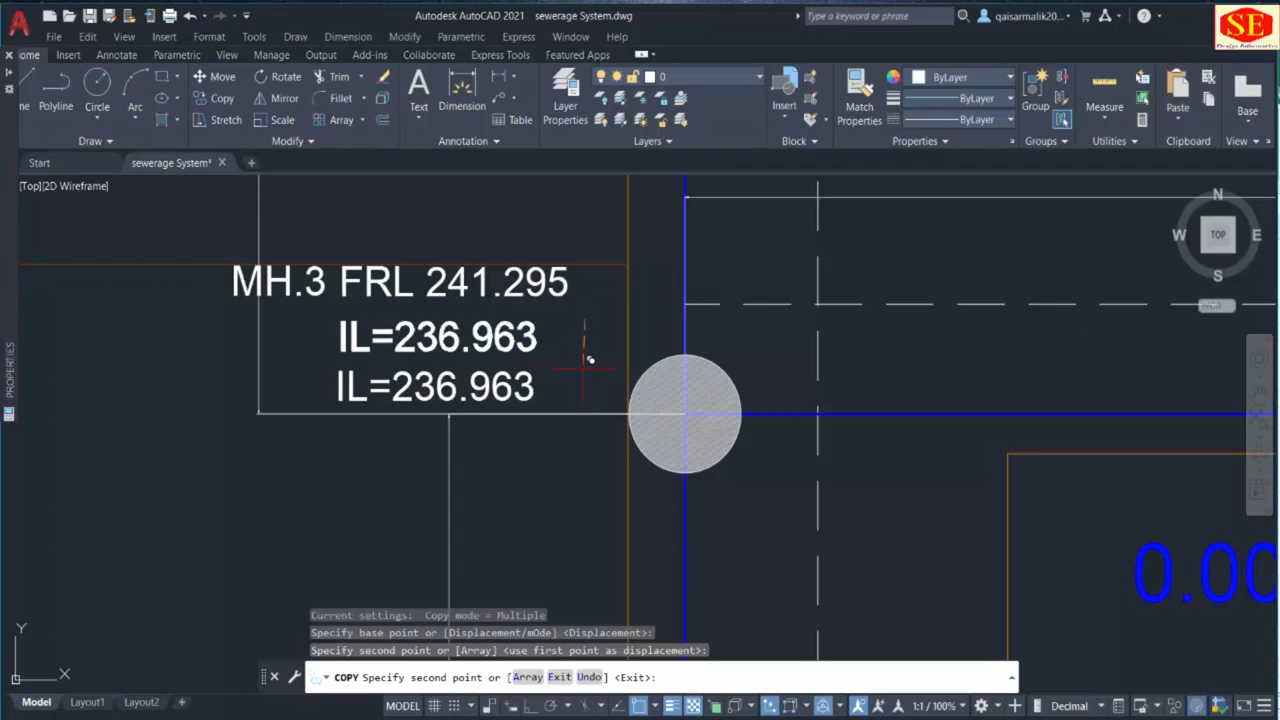 Autodesk AutoCAD 2021 sewerage System.dwg
Type a keyword or phrase
qaisarmalik20...
SE
File Edit View Insert Format Tools Draw Dimension Modify Parametric Express Window Help
ome Insert Annotate Parametric View Manage Output Add-ins Collaborate Express Tools Featured Apps
ne Polyline Circle Arc
Move Rotate Trim
Copy Mirror Fillet
Stretch Scale Array
Text Dimension Table
Layer Properties
0
Insert
Match Properties
ByLayer
ByLayer
ByLayer
Group
Measure
Paste
Base
Draw Modify Annotation Layers Block Properties Groups Utilities Clipboard View
Start sewerage System*
[Top][2D Wireframe]
N
W TOP E
S
WCS
MH.3 FRL 241.295
IL=236.963
IL=236.963
PROPERTIES
0.00
Y
X
Current settings: Copy mode = Multiple
Specify base point or [Displacement/mOde] <Displacement>:
Specify second point or [Array] <use first point as displacement>:
COPY Specify second point or [Array Exit Undo] <Exit>:
Model Layout1 Layout2
MODEL 1:1 / 100% Decimal